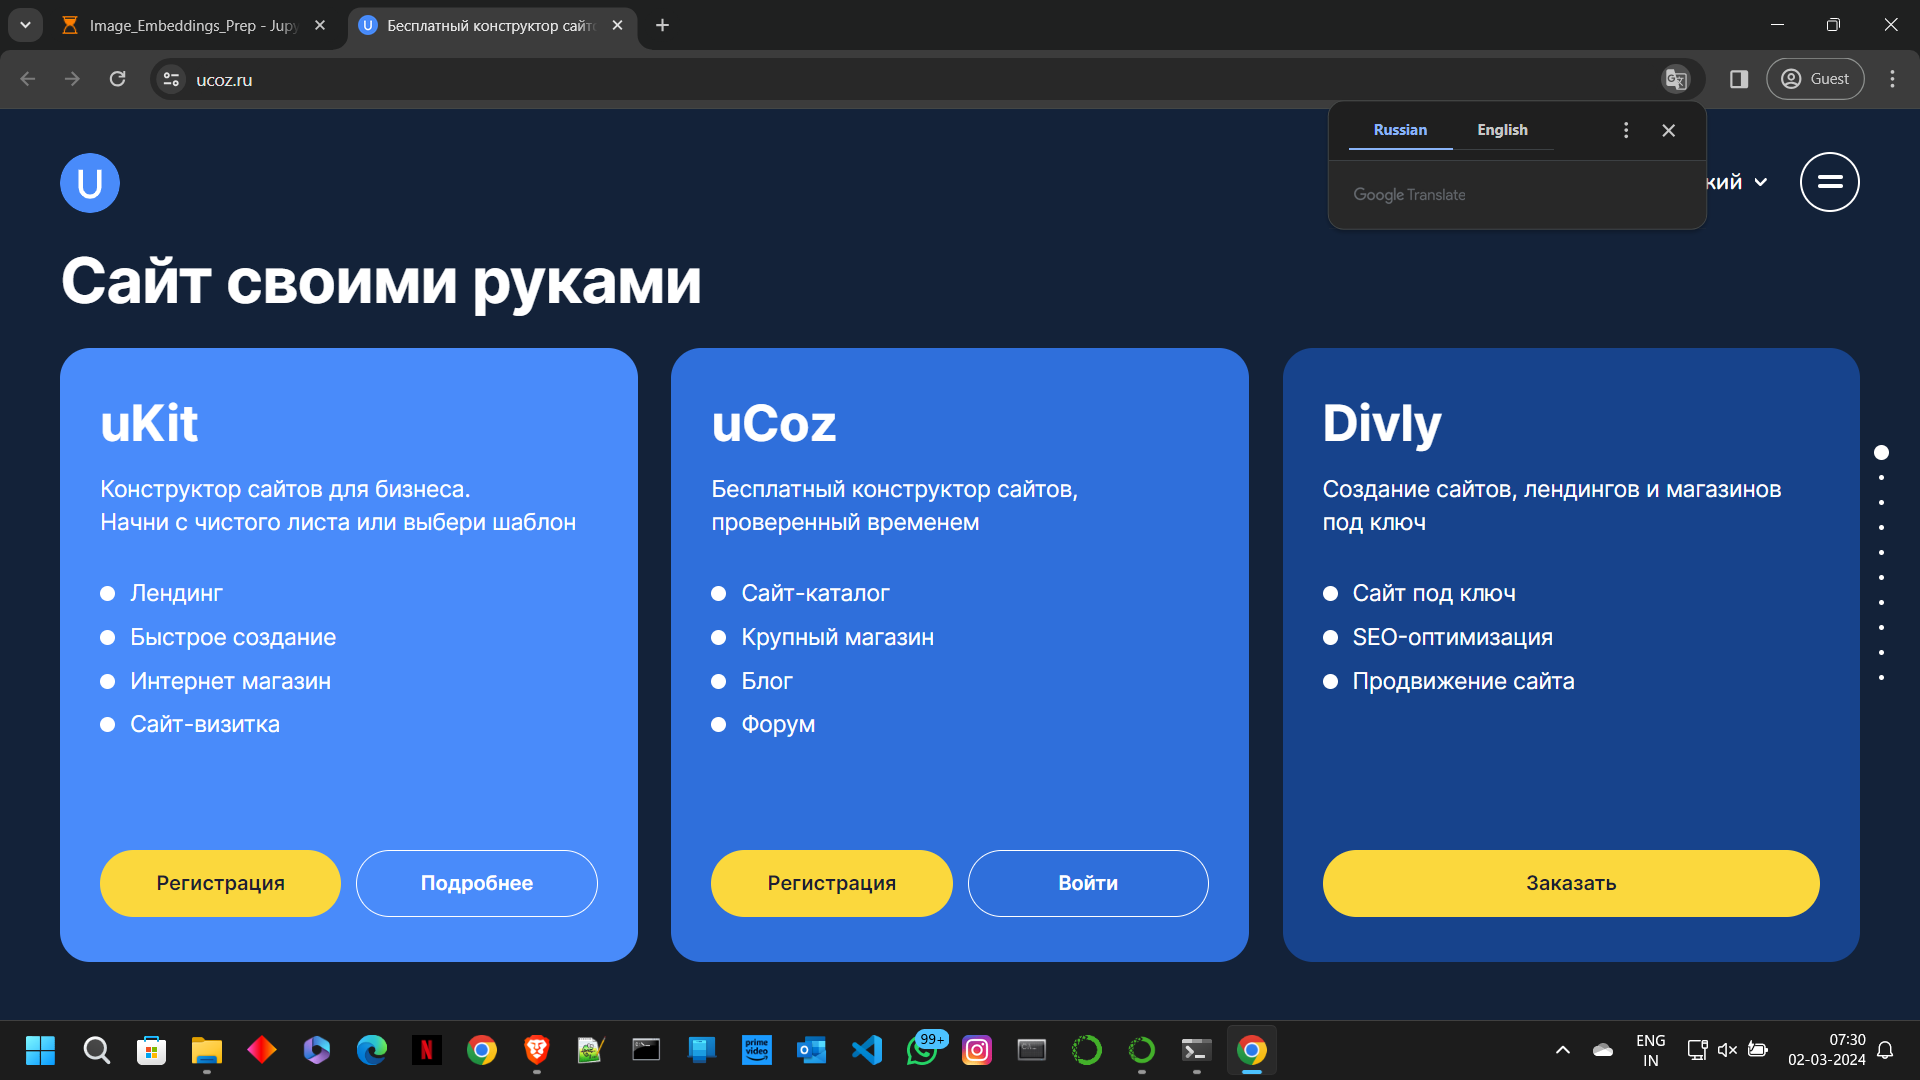 Image_Embeddings_Prep - Jupy
Бесплатный конструктор сайто
ucoz.ru
Guest
Russian
English
Google Translate
кий
U
Сайт своими руками
uKit
Конструктор сайтов для бизнеса.
Начни с чистого листа или выбери шаблон
Лендинг
Быстрое создание
Интернет магазин
Сайт-визитка
Регистрация
Подробнее
uCoz
Бесплатный конструктор сайтов,
проверенный временем
Сайт-каталог
Крупный магазин
Блог
Форум
Регистрация
Войти
Divly
Создание сайтов, лендингов и магазинов
под ключ
Сайт под ключ
SEO-оптимизация
Продвижение сайта
Заказать
prime
video
99+
ENG
IN
07:30
02-03-2024